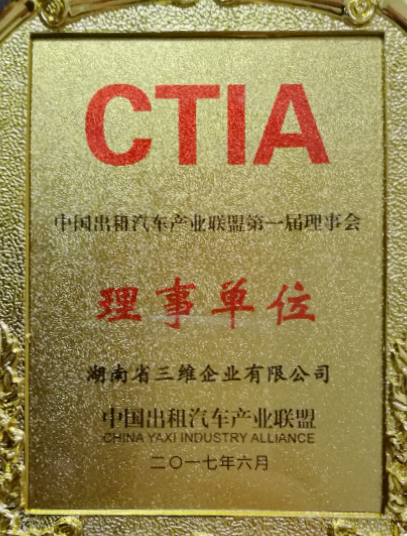 CTIA
中国出租汽车产业联盟第一届理事会
理事单位
湖南省三维企业有限公司
中国出租汽车产业联盟
CHINA YAXI INDUSTRY ALLIANCE
二〇一七年六月